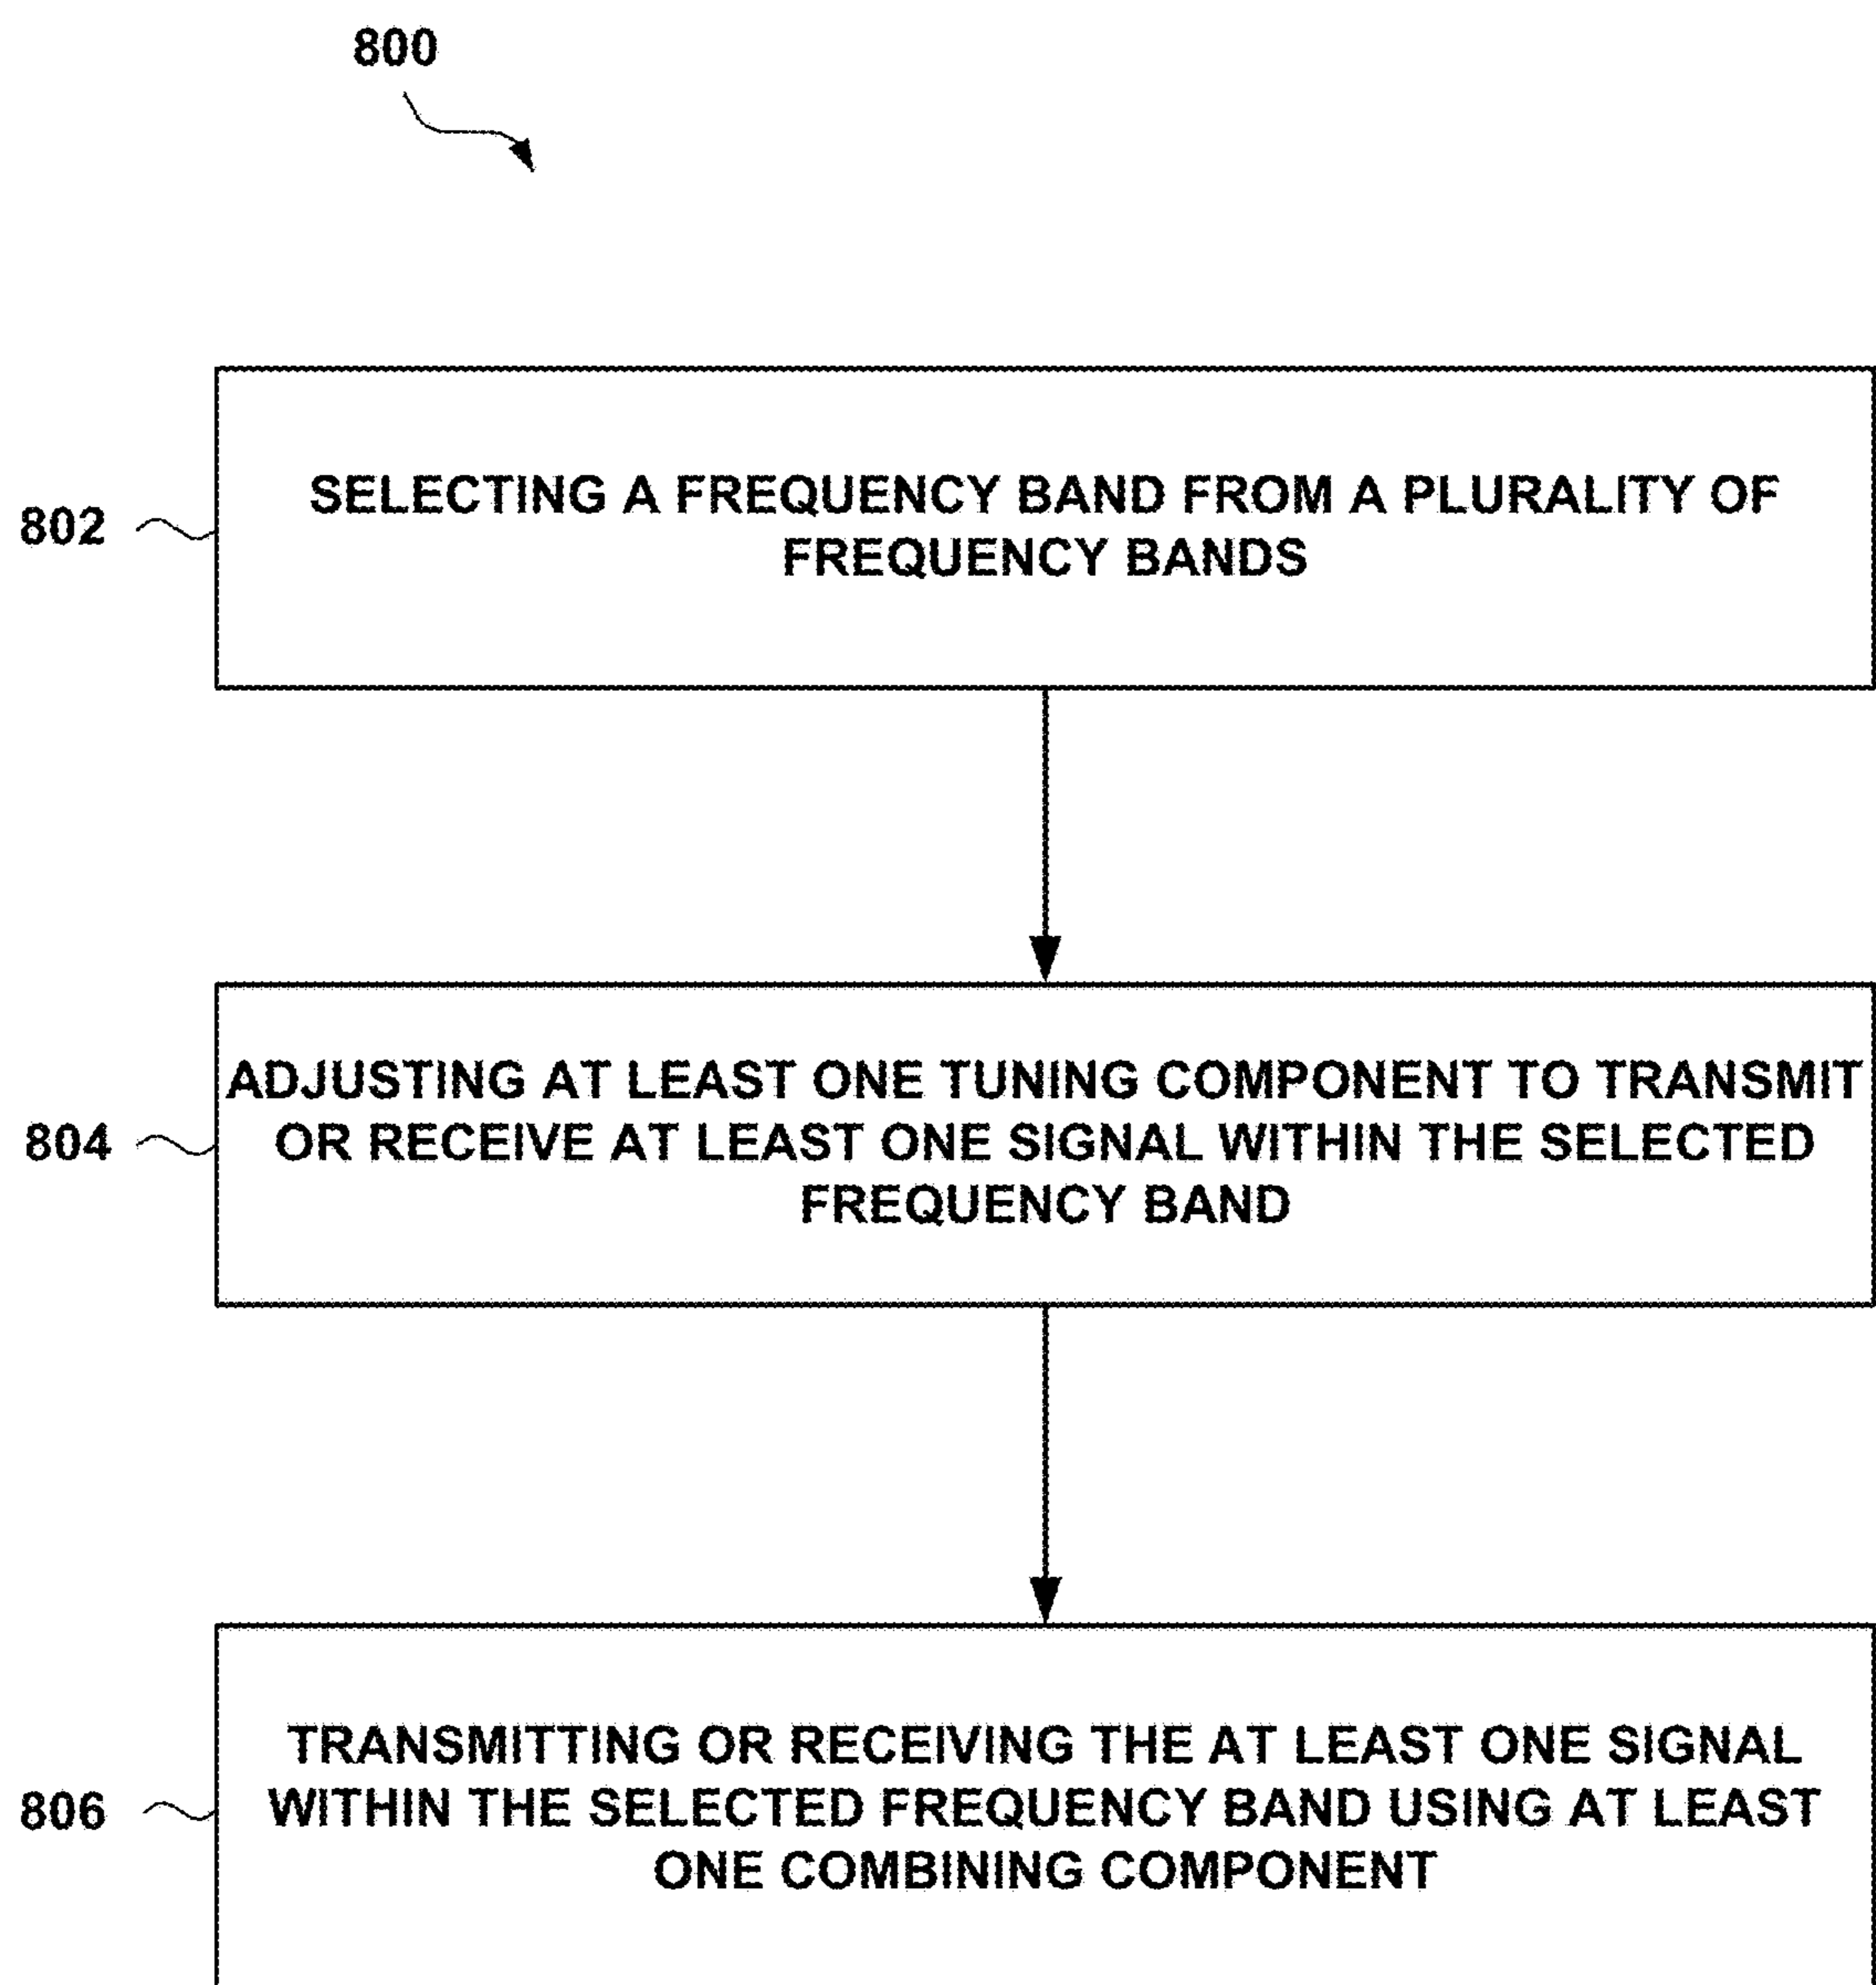 800
802
SELECTING A FREQUENCY BAND FROM A PLURALITY OF
FREQUENCY BANDS
804
ADJUSTING AT LEAST ONE TUNING COMPONENT TO TRANSMIT
OR RECEIVE AT LEAST ONE SIGNAL WITHIN THE SELECTED
FREQUENCY BAND
806
TRANSMITTING OR RECEIVING THE AT LEAST ONE SIGNAL
WITHIN THE SELECTED FREQUENCY BAND USING AT LEAST
ONE COMBINING COMPONENT